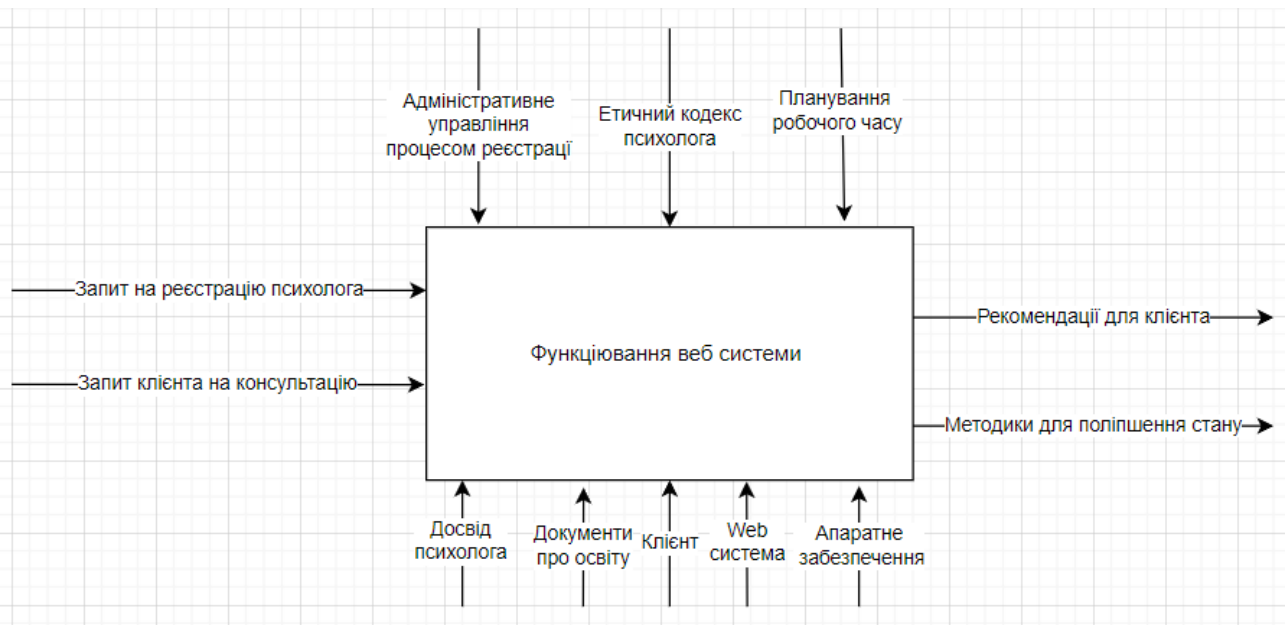 Адміністративне
управління
процесом реєстрації
Етичний кодекс
психолога
Планування
робочого часу
Запит на реєстрацію психолога
Запит клієнта на консультацію
Функціювання веб системи
Рекомендації для клієнта
Методики для поліпшення стану
Досвід
психолога
Документи
про освіту
Клієнт
Web
система
Апаратне
забезпечення